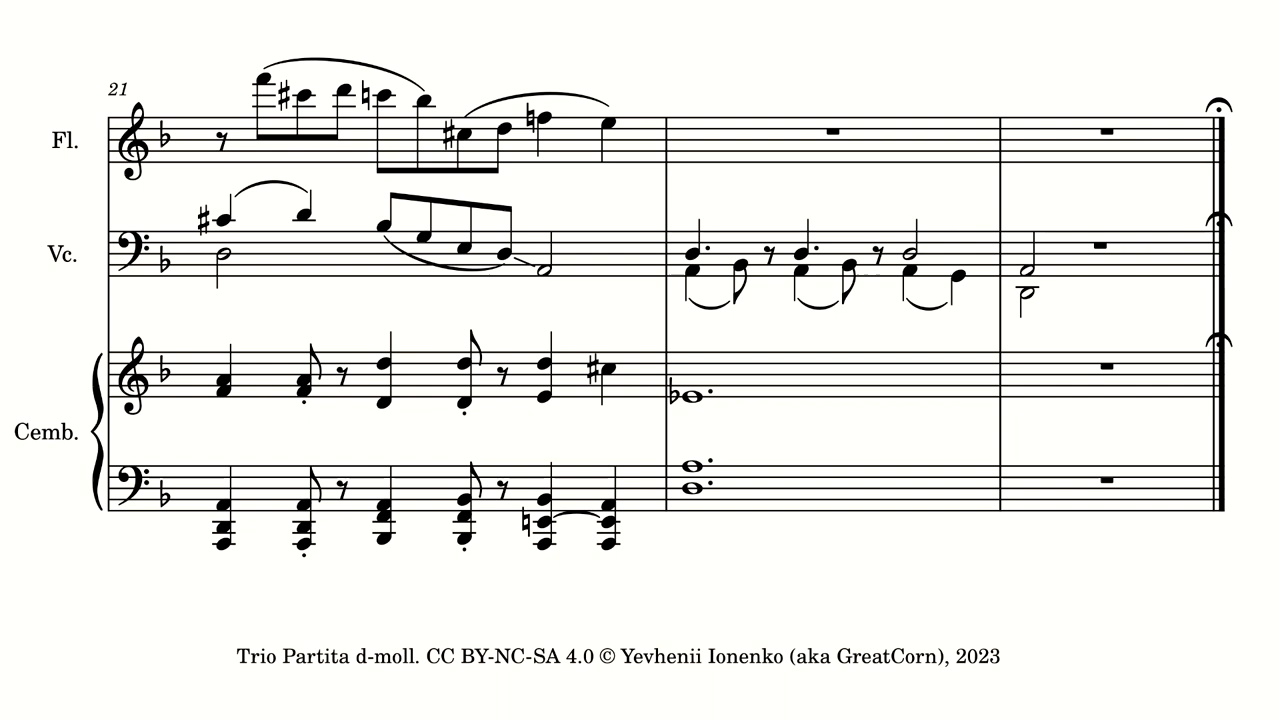 21
Fl.
Vc.
Cemb.
Trio Partita d-moll. CC BY-NC-SA 4.0 © Yevhenii Ionenko (aka GreatCorn), 2023